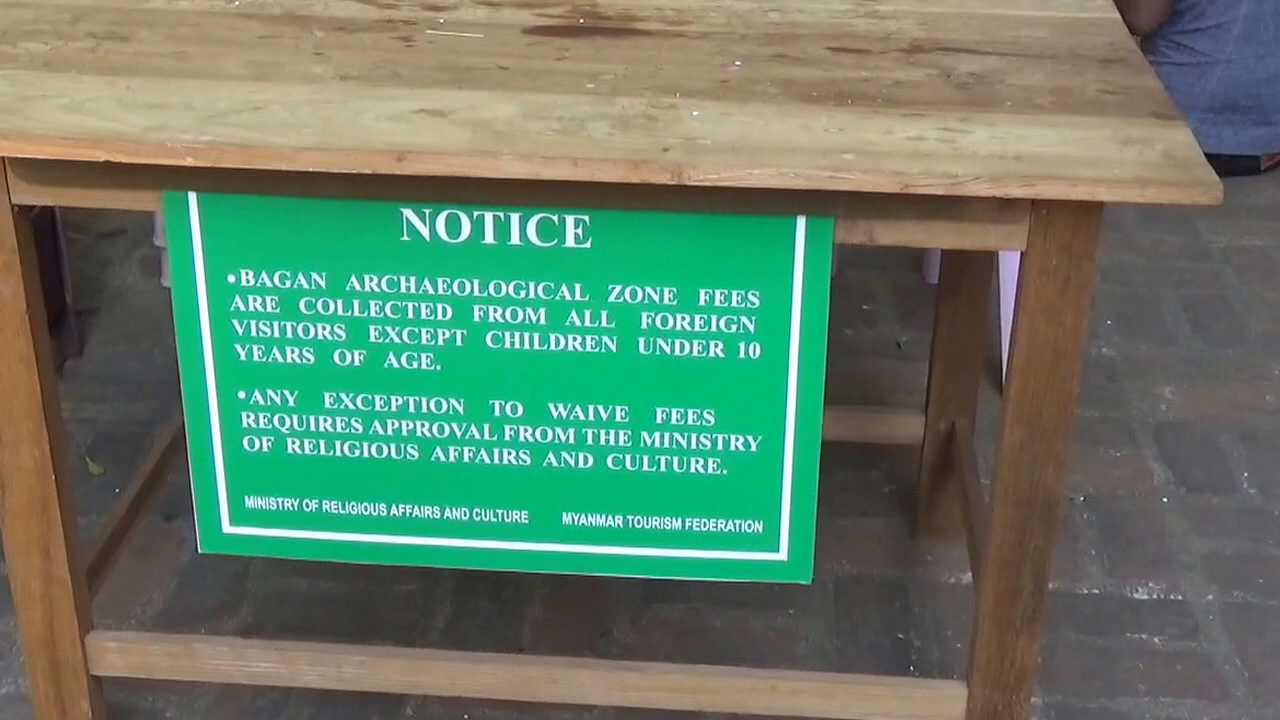 NOTICE
•BAGAN ARCHAEOLOGICAL ZONE FEES
ARE COLLECTED FROM ALL FOREIGN
VISITORS EXCEPT CHILDREN UNDER 10
YEARS OF AGE.
•ANY EXCEPTION TO WAIVE FEES
REQUIRES APPROVAL FROM THE MINISTRY
OF RELIGIOUS AFFAIRS AND CULTURE.
MINISTRY OF RELIGIOUS AFFAIRS AND CULTURE MYANMAR TOURISM FEDERATION